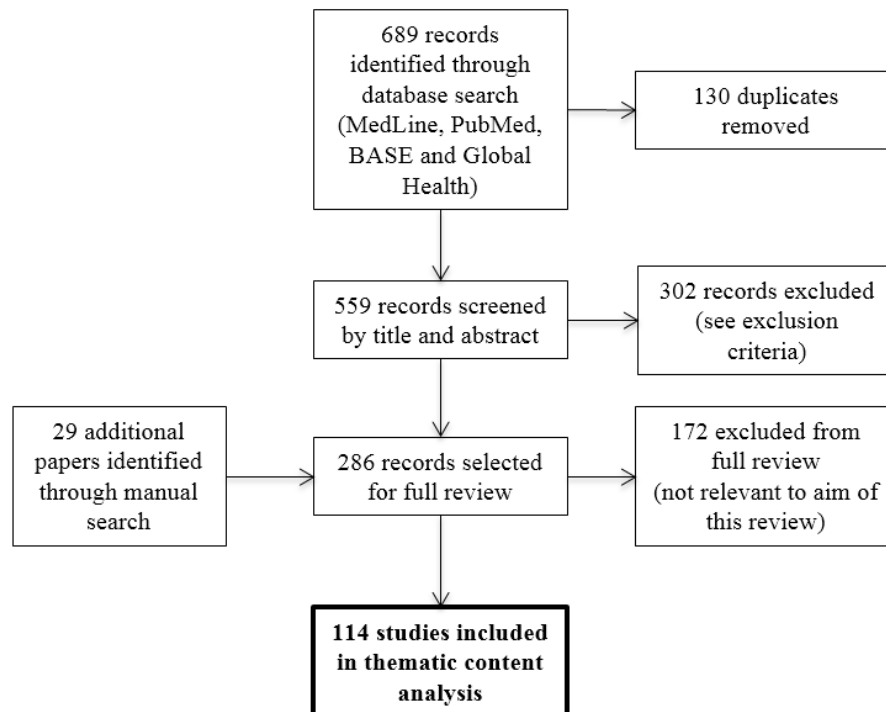 689 records
identified through
database search
(MedLine, PubMed,
BASE and Global
Health)
130 duplicates
removed
559 records screened
by title and abstract
302 records excluded
(see exclusion
criteria)
29 additional
papers identified
through manual
search
286 records selected
for full review
172 excluded from
full review
(not relevant to aim of
this review)
114 studies included
in thematic content
analysis